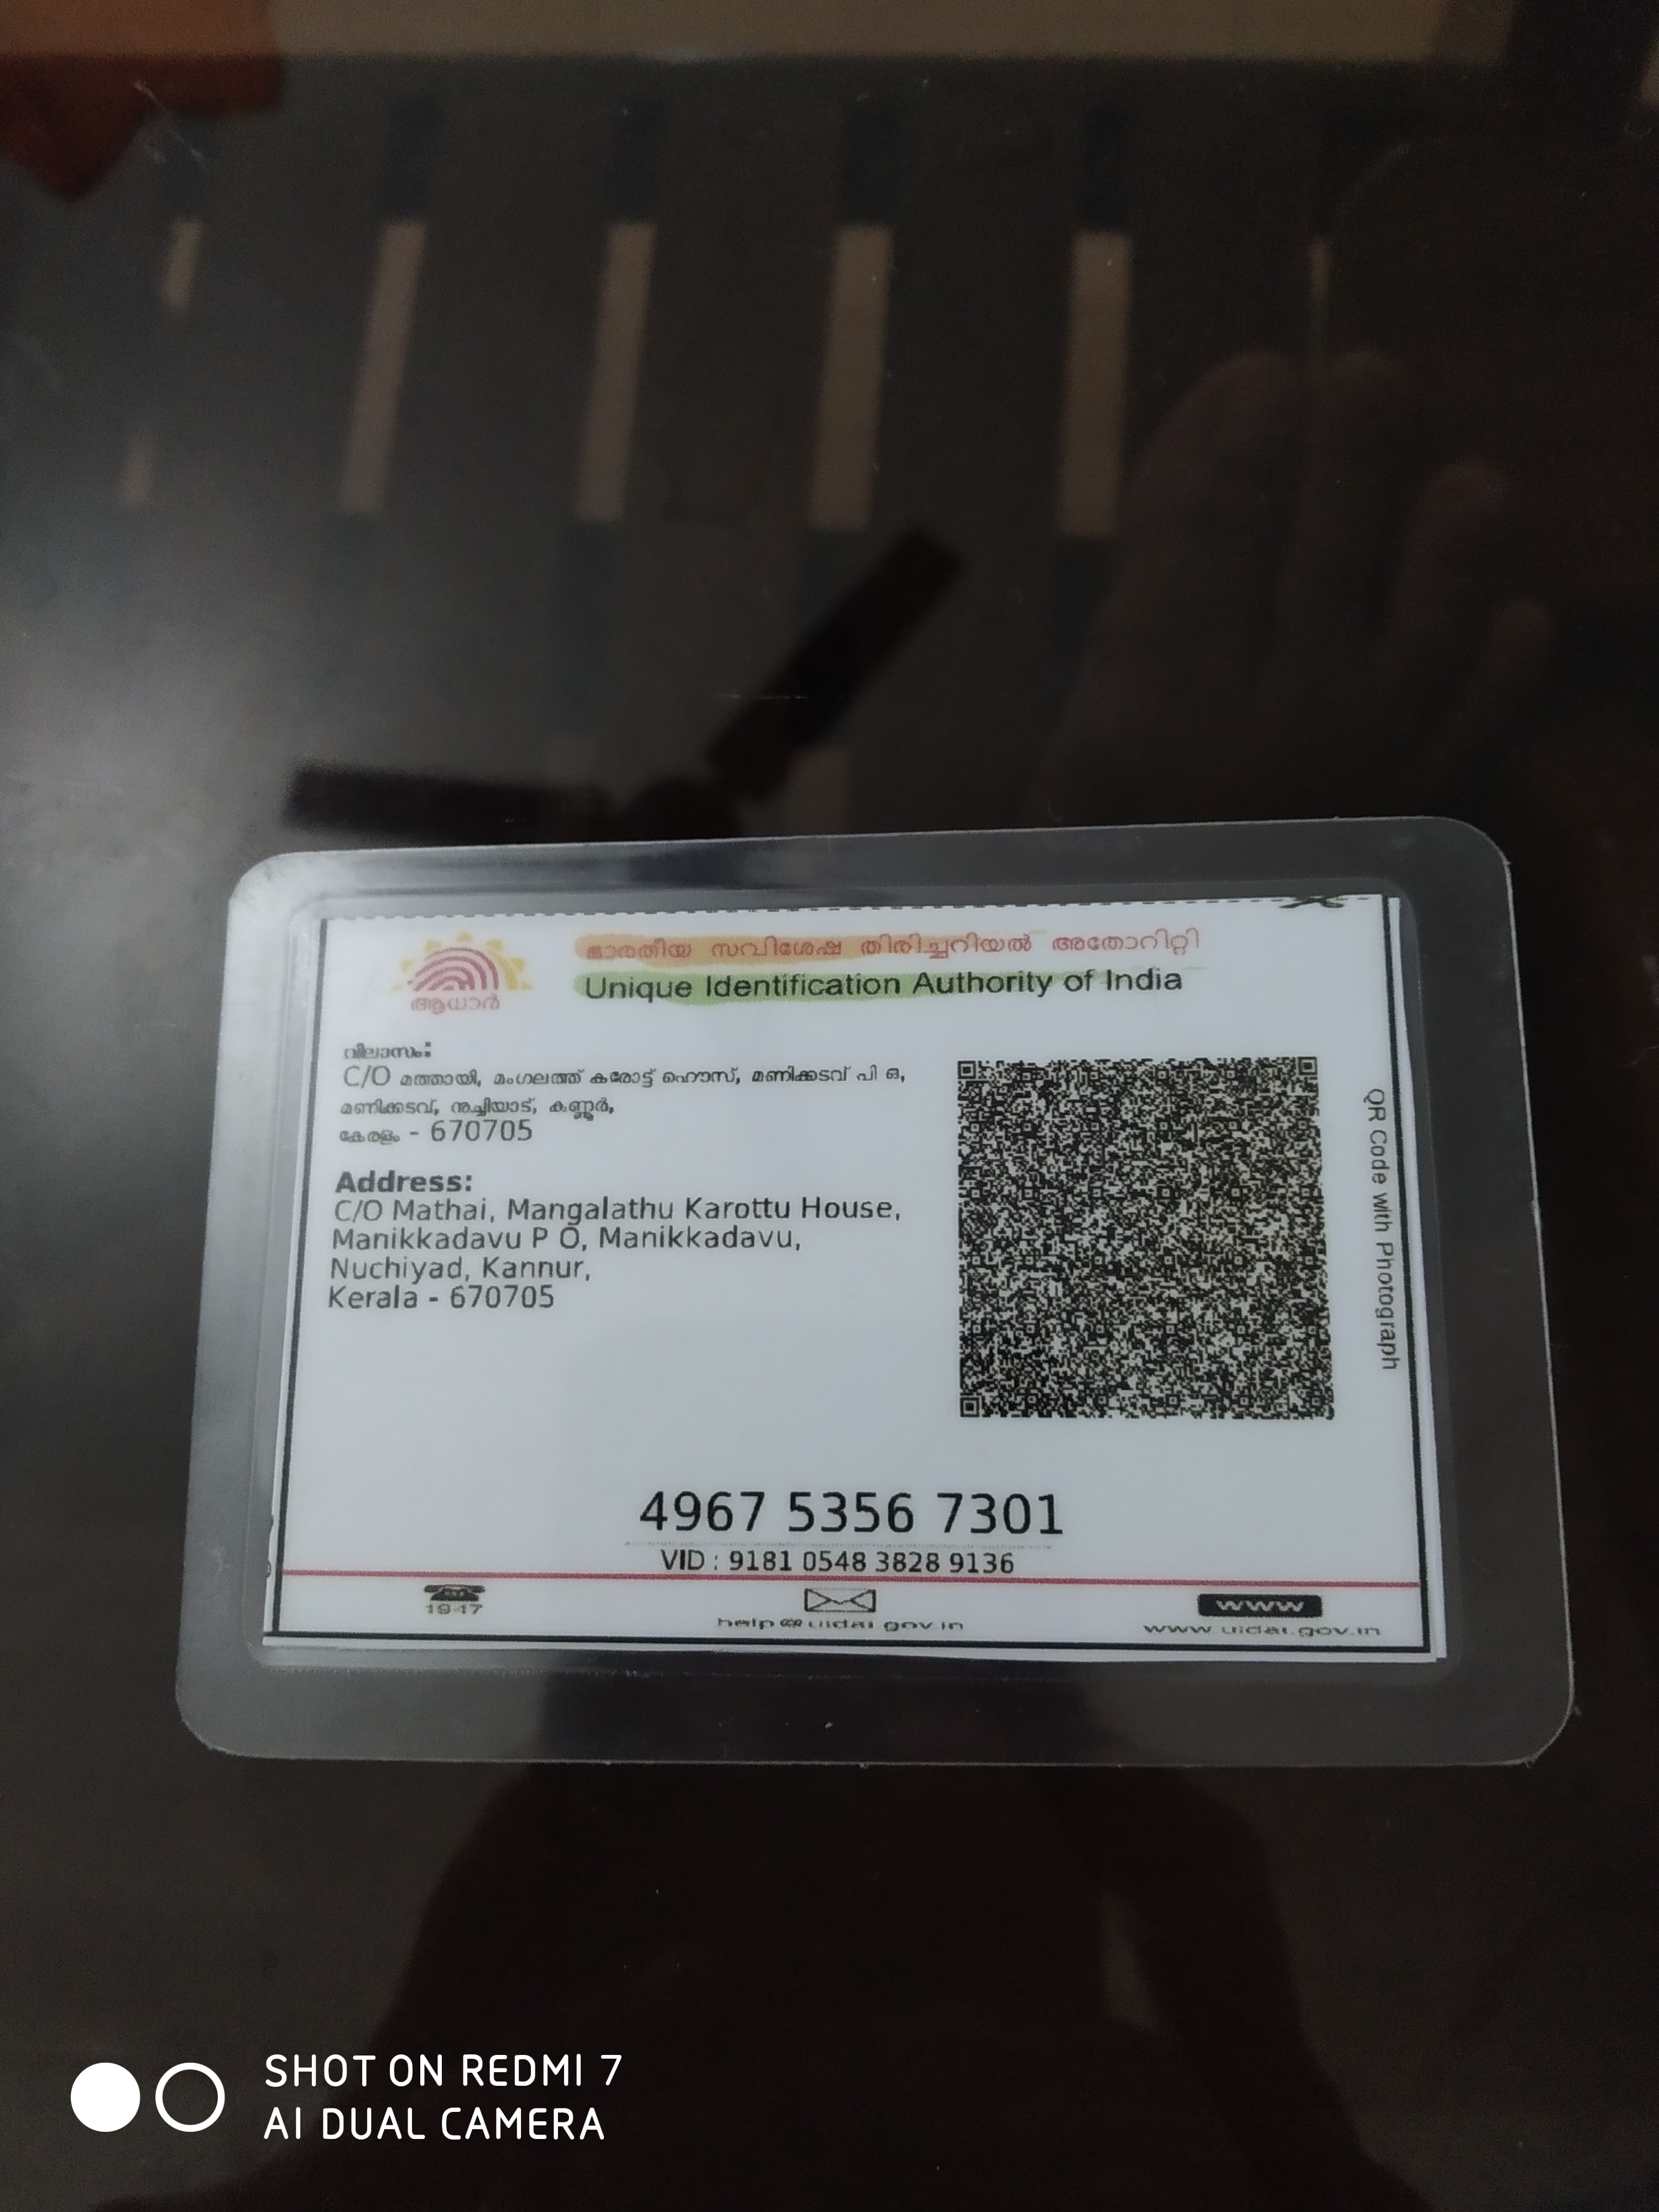 ഭാരതീയ സവിശേഷ തിരിച്ചറിയൽ അതോറിറ്റി
Unique Identification Authority of India
ആധാർ
വിലാസം:
C/O മത്തായി, മംഗലത്ത് കരോട്ട് ഹൌസ്, മണിക്കടവ് പി ഒ,
മണിക്കടവ്, നുച്ചിയാട്, കണ്ണൂർ,
കേരളം - 670705
Address:
C/O Mathai, Mangalathu Karottu House,
Manikkadavu P O, Manikkadavu,
Nuchiyad, Kannur,
Kerala - 670705
QR Code with Photograph
4967 5356 7301
VID : 9181 0548 3828 9136
1947
help@uidai.gov.in
www
www.uidai.gov.in
SHOT ON REDMI 7
AI DUAL CAMERA